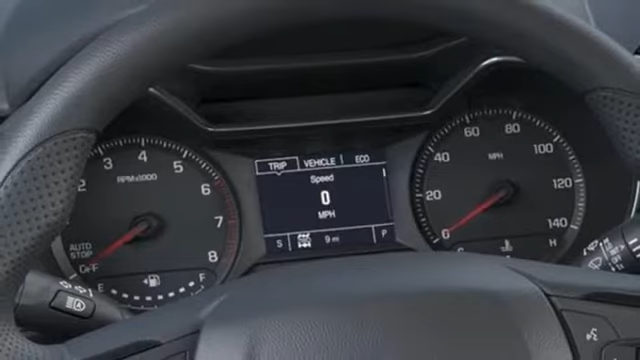 TRIP VEHICLE ECO
Speed
0
MPH
S 9 mi P
2 3 4 5 6 7 8
RPMx1000
AUTO
STOP
OFF
E F
0 20 40 60 80 100 120 140
MPH
H